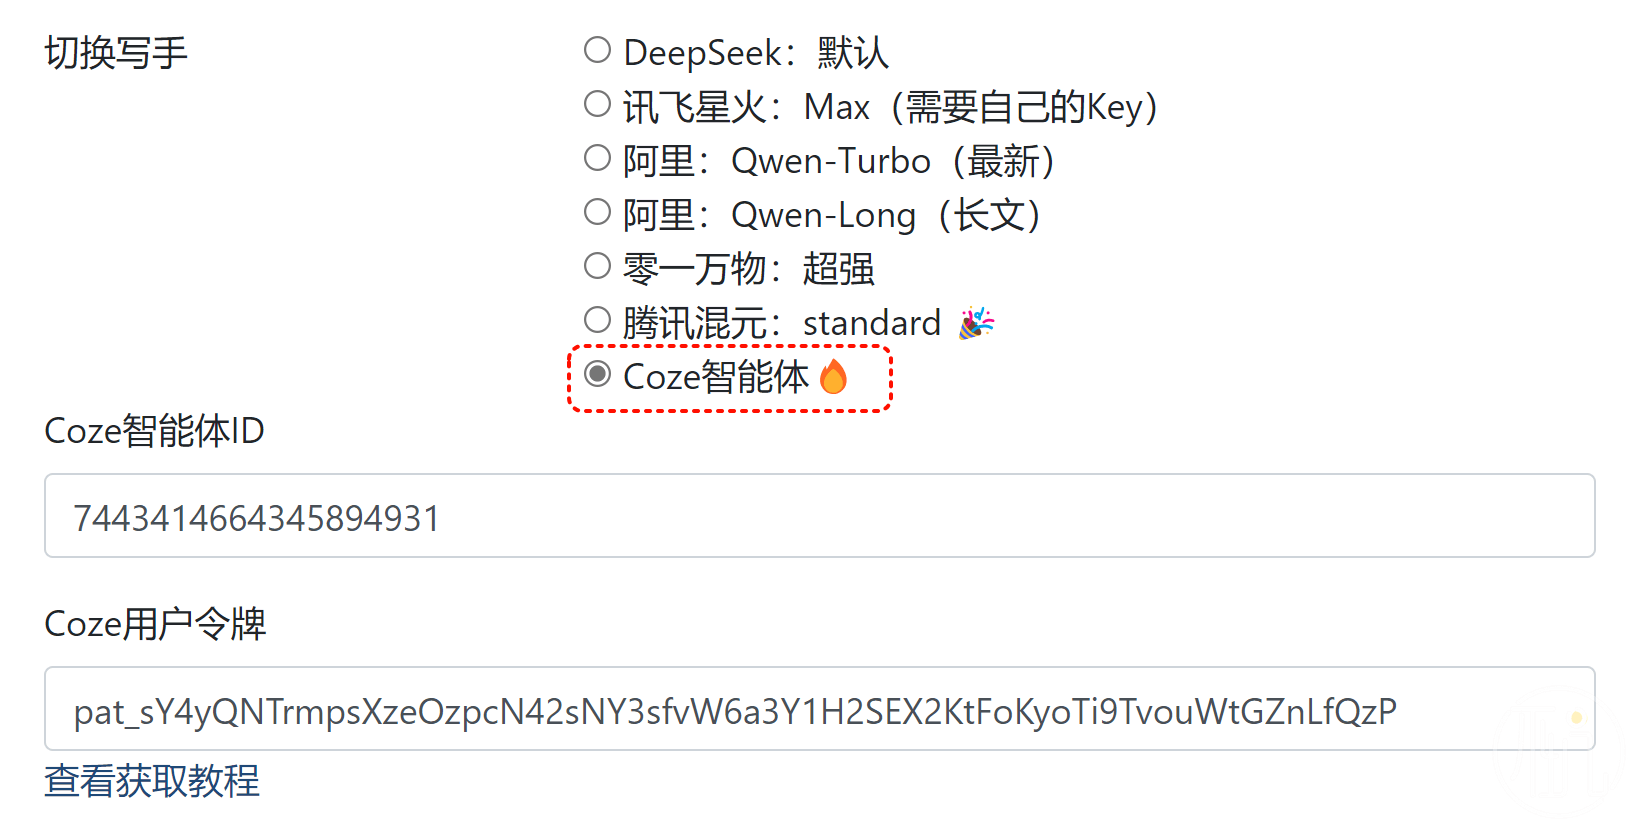 切换写手
DeepSeek：默认
讯飞星火：Max（需要自己的Key）
阿里：Qwen-Turbo（最新）
阿里：Qwen-Long（长文）
零一万物：超强
腾讯混元：standard 🎉
Coze智能体🔥
Coze智能体ID
7443414664345894931
Coze用户令牌
pat_sY4yQNTrmpsXzeOzpcN42sNY3sfvW6a3Y1H2SEX2KtFoKyoTi9TvouWtGZnLfQzP
查看获取教程